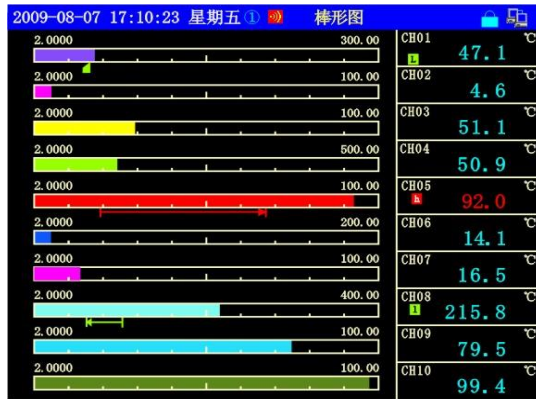 2009-08-07 17:10:23 星期五 ① 棒形图
2.0000 300.00 CH01 ℃
L 47.1
2.0000 100.00 CH02 ℃
4.6
2.0000 100.00 CH03 ℃
51.1
2.0000 500.00 CH04 ℃
50.9
2.0000 100.00 CH05 ℃
h 92.0
2.0000 200.00 CH06 ℃
14.1
2.0000 100.00 CH07 ℃
16.5
2.0000 400.00 CH08 ℃
l 215.8
2.0000 100.00 CH09 ℃
79.5
2.0000 100.00 CH10 ℃
99.4